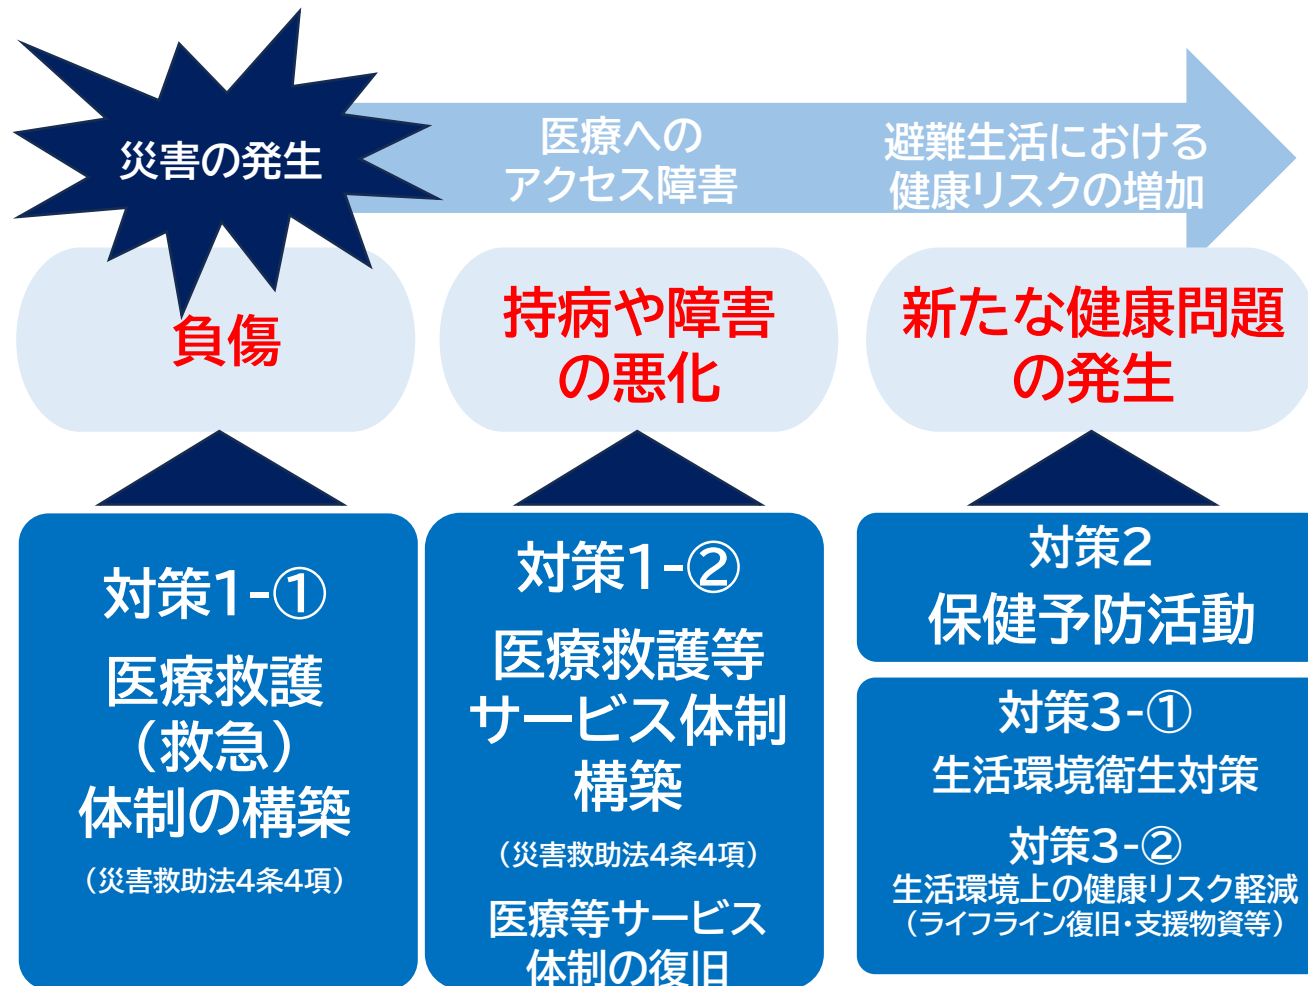 災害の発生
医療への
アクセス障害
避難生活における
健康リスクの増加
負傷
持病や障害
の悪化
新たな健康問題
の発生
対策1-①
医療救護
（救急）
体制の構築
（災害救助法4条4項）
対策1-②
医療救護等
サービス体制
構築
（災害救助法4条4項）
医療等サービス
体制の復旧
対策2
保健予防活動
対策3-①
生活環境衛生対策
対策3-②
生活環境上の健康リスク軽減
（ライフライン復旧・支援物資等）